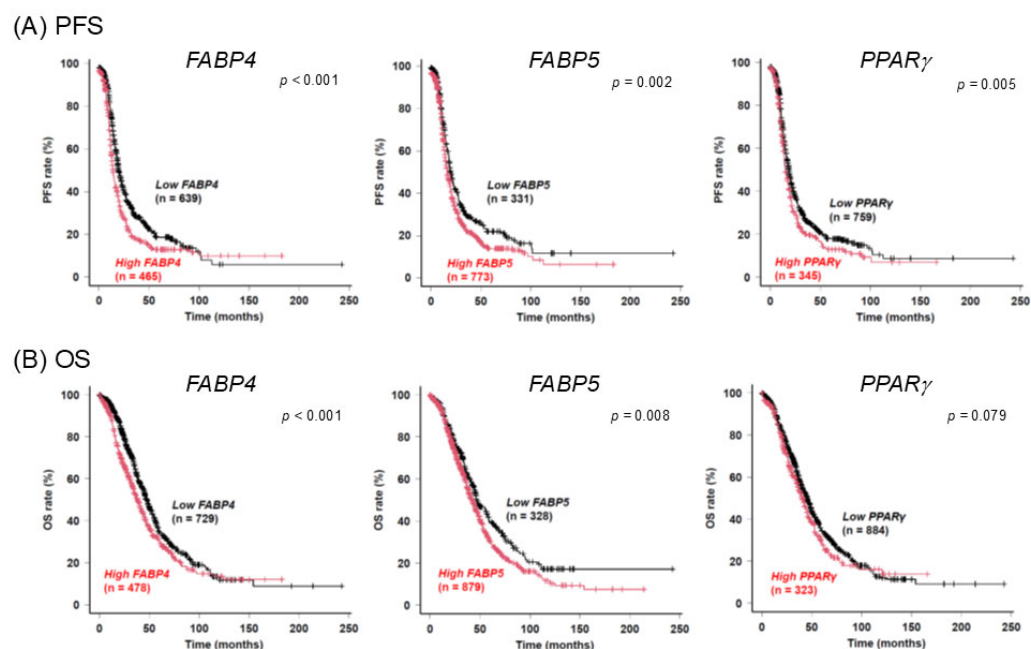 (A) PFS
FABP4
p < 0.001
PFS rate (%)
100
80
60
40
20
0
Low FABP4
(n = 639)
High FABP4
(n = 465)
0 50 100 150 200 250
Time (months)
FABP5
p = 0.002
PFS rate (%)
100
80
60
40
20
0
Low FABP5
(n = 331)
High FABP5
(n = 773)
0 50 100 150 200 250
Time (months)
PPARγ
p = 0.005
PFS rate (%)
100
80
60
40
20
0
Low PPARγ
(n = 759)
High PPARγ
(n = 345)
0 50 100 150 200 250
Time (months)
(B) OS
FABP4
p < 0.001
OS rate (%)
100
80
60
40
20
0
Low FABP4
(n = 729)
High FABP4
(n = 478)
0 50 100 150 200 250
Time (months)
FABP5
p = 0.008
OS rate (%)
100
80
60
40
20
0
Low FABP5
(n = 328)
High FABP5
(n = 879)
0 50 100 150 200 250
Time (months)
PPARγ
p = 0.079
OS rate (%)
100
80
60
40
20
0
Low PPARγ
(n = 884)
High PPARγ
(n = 323)
0 50 100 150 200 250
Time (months)